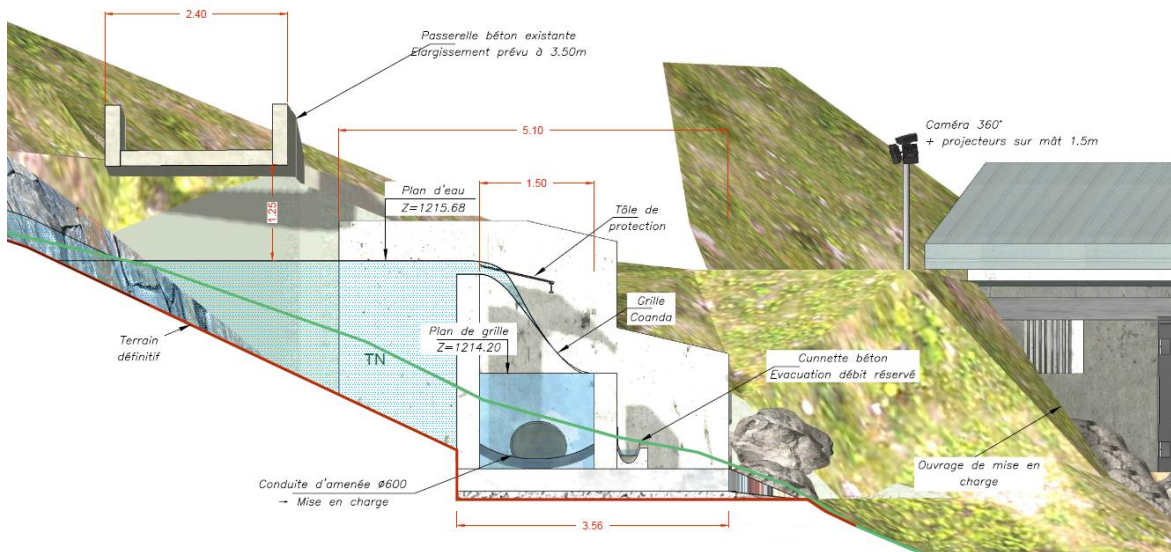 2.40
Passerelle béton existante
Elargissement prévu à 3.50m
5.10
Caméra 360°
+ projecteurs sur mât 1.5m
1.50
Plan d'eau
Z=1215.68
1.25
Tôle de
protection
Grille
Coanda
Terrain
définitif
Plan de grille
Z=1214.20
TN
Cunnette béton
Evacuation débit réservé
Conduite d'amenée ø600
→ Mise en charge
Ouvrage de mise en
charge
3.56